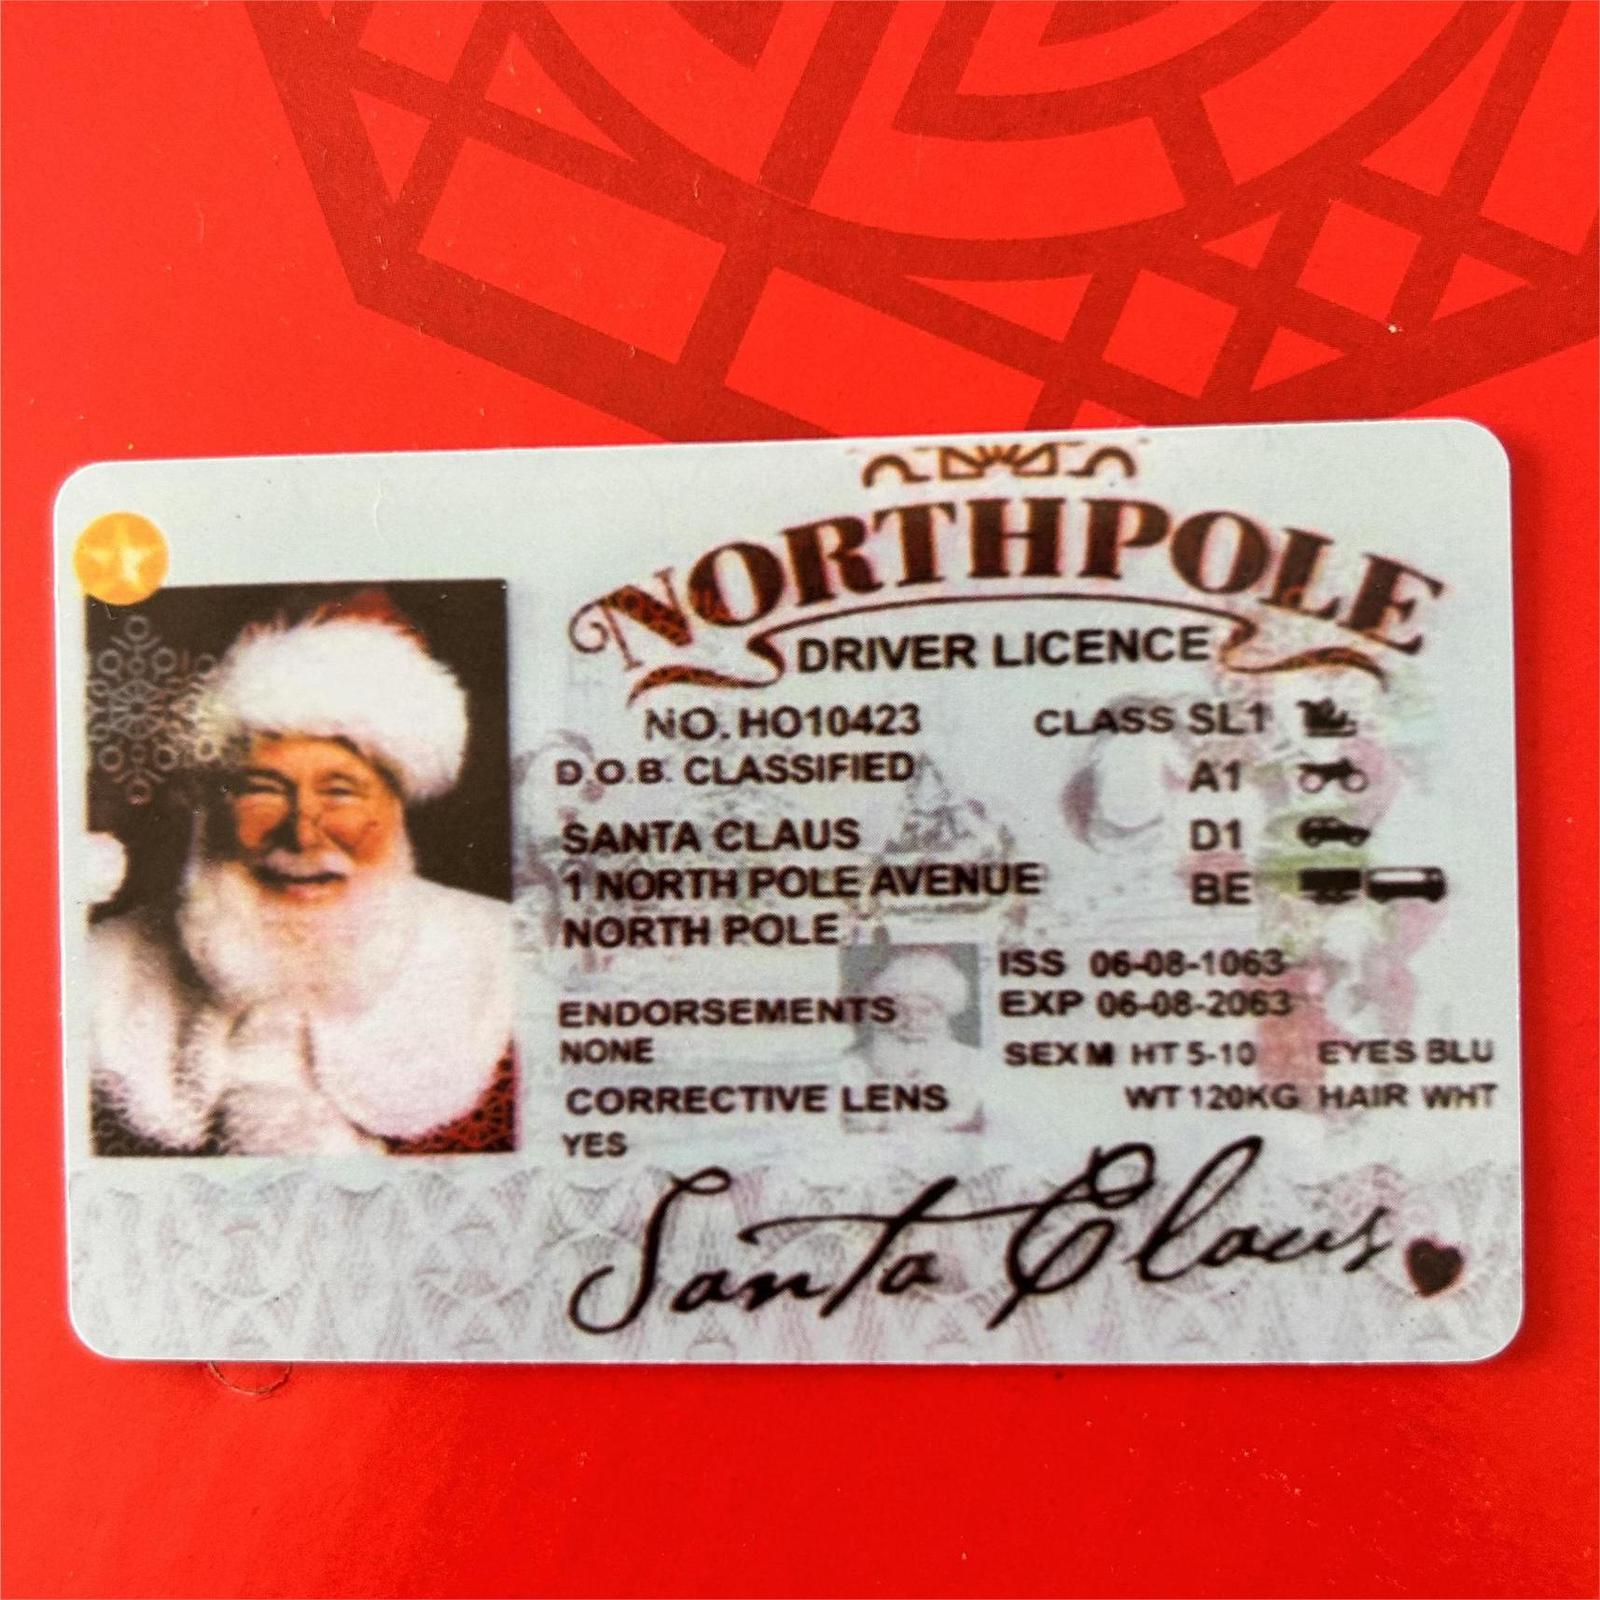 NORTHPOLE
DRIVER LICENCE
NO. HO10423 CLASS SL1
D.O.B. CLASSIFIED A1
SANTA CLAUS D1
1 NORTH POLE AVENUE BE
NORTH POLE
ISS 06-08-1063
EXP 06-08-2063
ENDORSEMENTS
NONE
SEX M HT 5-10 EYES BLU
CORRECTIVE LENS WT 120KG HAIR WHT
YES
Santa Claus